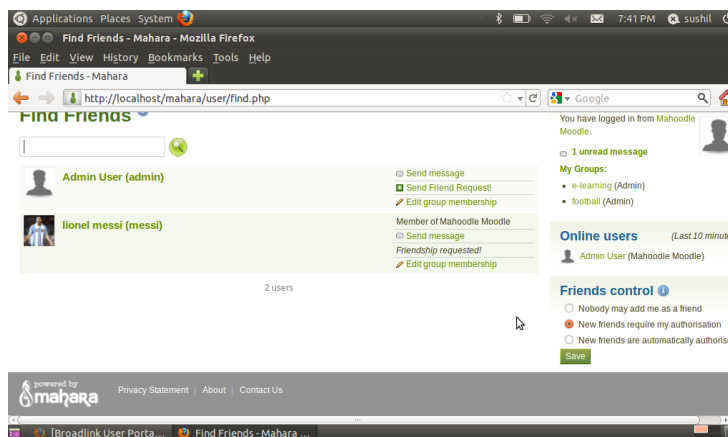 Applications Places System 7:41 PM sushil
Find Friends - Mahara - Mozilla Firefox
File Edit View History Bookmarks Tools Help
Find Friends - Mahara
http://localhost/mahara/user/find.php Google
Find Friends
You have logged in from Mahoodle Moodle.
1 unread message
My Groups:
e-learning (Admin)
football (Admin)
Admin User (admin)
Send message
Send Friend Request!
Edit group membership
lionel messi (messi)
Member of Mahoodle Moodle
Send message
Friendship requested!
Edit group membership
2 users
Online users (Last 10 minute
Admin User (Mahoodle Moodle)
Friends control
Nobody may add me as a friend
New friends require my authorisation
New friends are automatically authoris
Save
powered by
mahara
Privacy Statement | About | Contact Us
[Broadlink User Porta... Find Friends - Mahara ...